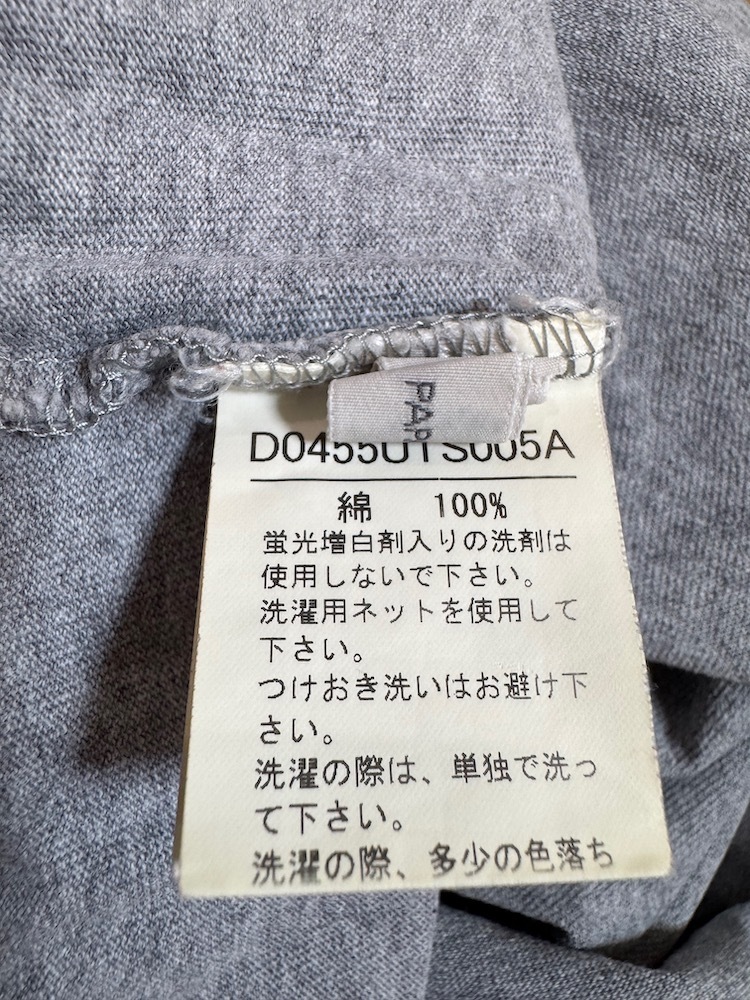 PAP
D0455UTS005A
綿 100%
蛍光増白剤入りの洗剤は
使用しないで下さい。
洗濯用ネットを使用して
下さい。
つけおき洗いはお避け下
さい。
洗濯の際は、単独で洗っ
て下さい。
洗濯の際、多少の色落ち